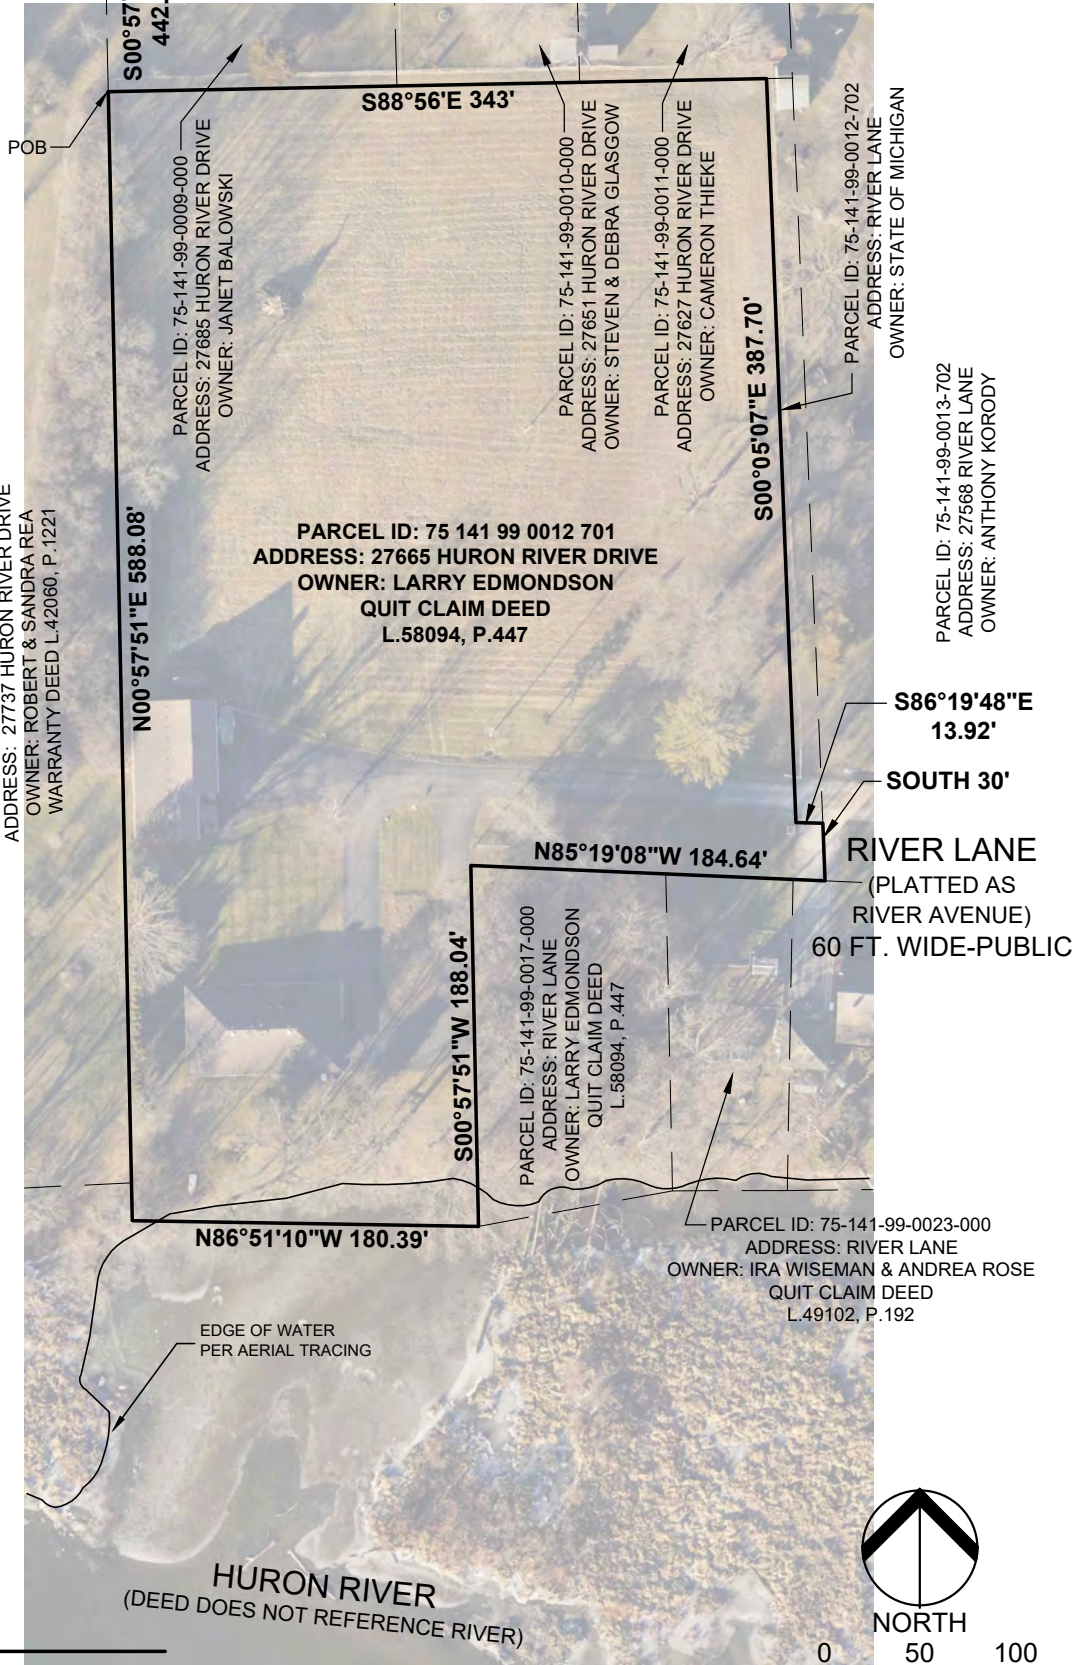 S00°57'
442.
S88°56'E 343'
POB
PARCEL ID: 75-141-99-0009-000
ADDRESS: 27685 HURON RIVER DRIVE
OWNER: JANET BALOWSKI
PARCEL ID: 75-141-99-0010-000
ADDRESS: 27651 HURON RIVER DRIVE
OWNER: STEVEN & DEBRA GLASGOW
PARCEL ID: 75-141-99-0011-000
ADDRESS: 27627 HURON RIVER DRIVE
OWNER: CAMERON THIEKE
PARCEL ID: 75-141-99-0012-702
ADDRESS: RIVER LANE
OWNER: STATE OF MICHIGAN
S00°05'07"E 387.70'
PARCEL ID: 75-141-99-0013-702
ADDRESS: 27568 RIVER LANE
OWNER: ANTHONY KORODY
ADDRESS: 27737 HURON RIVER DRIVE
OWNER: ROBERT & SANDRA REA
WARRANTY DEED L.42060, P.1221
N00°57'51"E 588.08'
PARCEL ID: 75 141 99 0012 701
ADDRESS: 27665 HURON RIVER DRIVE
OWNER: LARRY EDMONDSON
QUIT CLAIM DEED
L.58094, P.447
S86°19'48"E
13.92'
SOUTH 30'
N85°19'08"W 184.64'
RIVER LANE
(PLATTED AS
RIVER AVENUE)
60 FT. WIDE-PUBLIC
S00°57'51"W 188.04'
PARCEL ID: 75-141-99-0017-000
ADDRESS: RIVER LANE
OWNER: LARRY EDMONDSON
QUIT CLAIM DEED
L.58094, P.447
N86°51'10"W 180.39'
PARCEL ID: 75-141-99-0023-000
ADDRESS: RIVER LANE
OWNER: IRA WISEMAN & ANDREA ROSE
QUIT CLAIM DEED
L.49102, P.192
EDGE OF WATER
PER AERIAL TRACING
HURON RIVER
(DEED DOES NOT REFERENCE RIVER)
NORTH
0 50 100